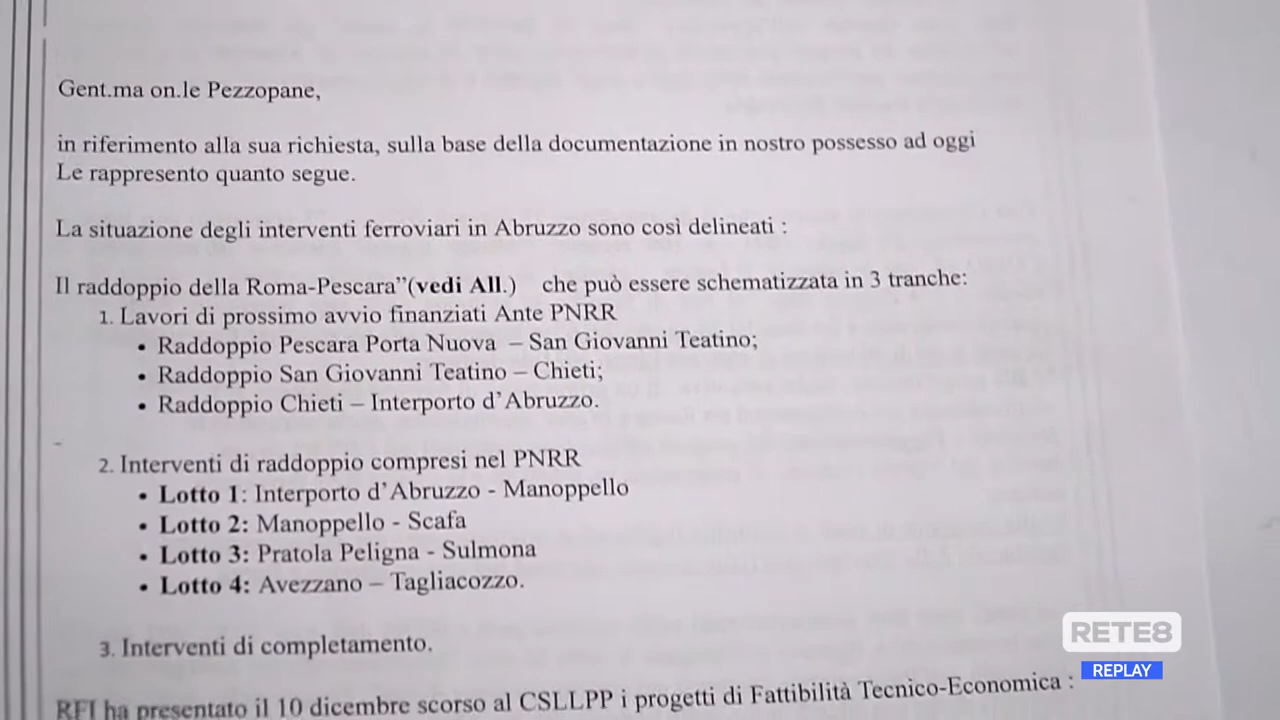 Gent.ma on.le Pezzopane,
in riferimento alla sua richiesta, sulla base della documentazione in nostro possesso ad oggi
Le rappresento quanto segue.
La situazione degli interventi ferroviari in Abruzzo sono così delineati :
Il raddoppio della Roma-Pescara”(vedi All.) che può essere schematizzata in 3 tranche:
1. Lavori di prossimo avvio finanziati Ante PNRR
• Raddoppio Pescara Porta Nuova – San Giovanni Teatino;
• Raddoppio San Giovanni Teatino – Chieti;
• Raddoppio Chieti – Interporto d’Abruzzo.
2. Interventi di raddoppio compresi nel PNRR
• Lotto 1: Interporto d’Abruzzo - Manoppello
• Lotto 2: Manoppello - Scafa
• Lotto 3: Pratola Peligna - Sulmona
• Lotto 4: Avezzano – Tagliacozzo.
3. Interventi di completamento.
RFI ha presentato il 10 dicembre scorso al CSLLPP i progetti di Fattibilità Tecnico-Economica :
RETE8
REPLAY